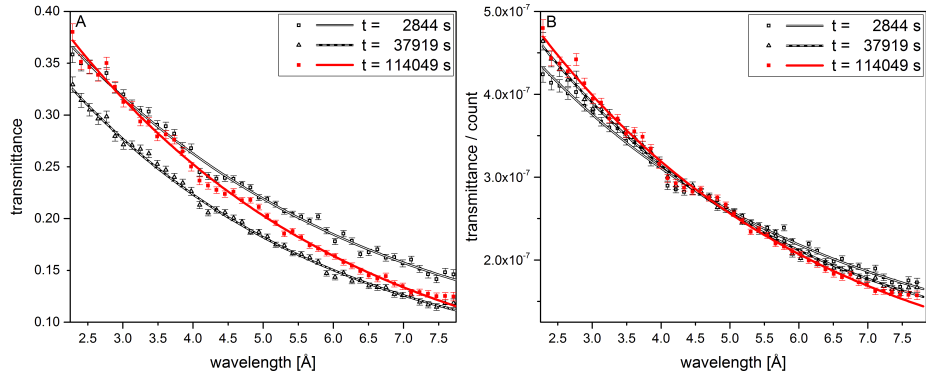 A
t = 2844 s
t = 37919 s
t = 114049 s
0.40
0.35
0.30
0.25
0.20
0.15
0.10
transmittance
2.5 3.0 3.5 4.0 4.5 5.0 5.5 6.0 6.5 7.0 7.5
wavelength [Å]
B
t = 2844 s
t = 37919 s
t = 114049 s
5.0x10⁻⁷
4.0x10⁻⁷
3.0x10⁻⁷
2.0x10⁻⁷
transmittance / count
2.5 3.0 3.5 4.0 4.5 5.0 5.5 6.0 6.5 7.0 7.5
wavelength [Å]